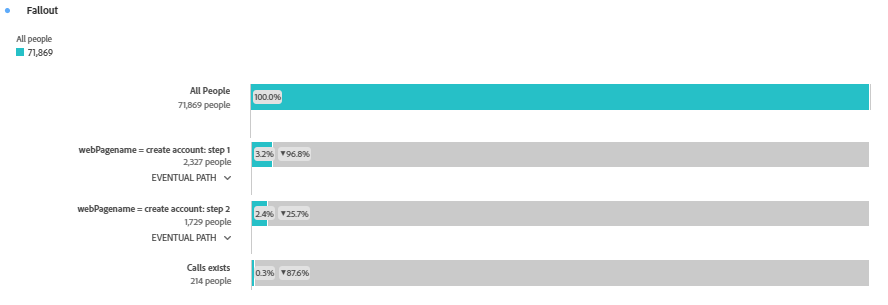 Fallout
All people
71,869
All People
71,869 people
100.0%
webPagename = create account: step 1
2,327 people
EVENTUAL PATH
3.2% ▼96.8%
webPagename = create account: step 2
1,729 people
EVENTUAL PATH
2.4% ▼25.7%
Calls exists
214 people
0.3% ▼87.6%